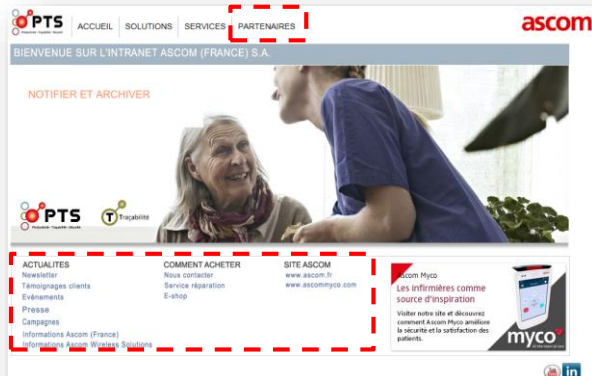 PTS
ACCUEIL SOLUTIONS SERVICES PARTENAIRES
ascom
BIENVENUE SUR L'INTRANET ASCOM (FRANCE) S.A.
NOTIFIER ET ARCHIVER
PTS
T Traçabilité
ACTUALITES
Newsletter
Témoignages clients
Evénements
Presse
Campagnes
Informations Ascom (France)
Informations Ascom Wireless Solutions
COMMENT ACHETER
Nous contacter
Service réparation
E-shop
SITE ASCOM
www.ascom.fr
www.ascommyco.com
Ascom Myco
Les infirmières comme
source d'inspiration
Visiter notre site et découvrez
comment Ascom Myco améliore
la sécurité et la satisfaction des
patients.
myco
in